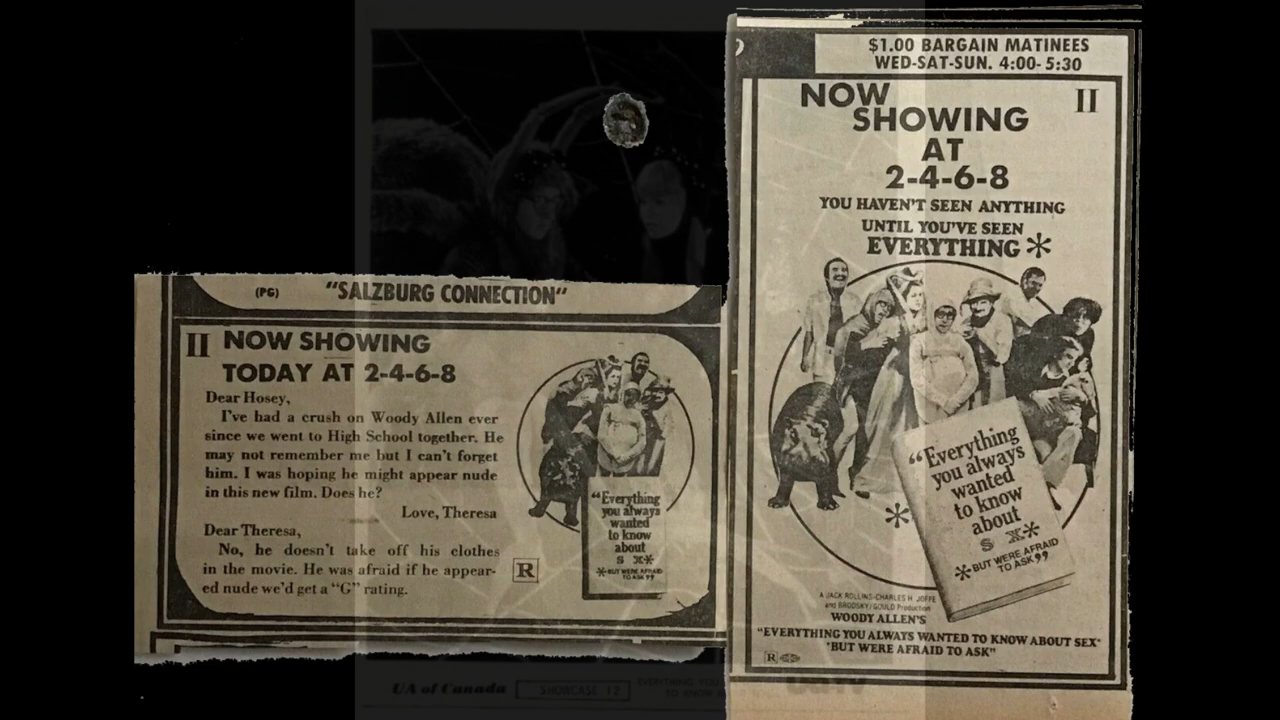 (PG) "SALZBURG CONNECTION"
II NOW SHOWING
TODAY AT 2-4-6-8
Dear Hosey,
I've had a crush on Woody Allen ever
since we went to High School together. He
may not remember me but I can't forget
him. I was hoping he might appear nude
in this new film. Does he?
Love, Theresa
Dear Theresa,
No, he doesn't take off his clothes
in the movie. He was afraid if he appear-
ed nude we'd get a "G" rating.
R
"Everything
you always
wanted
to know
about
S X*
*BUT WERE AFRAID
TO ASK"
$1.00 BARGAIN MATINEES
WED-SAT-SUN. 4:00-5:30
NOW II
SHOWING
AT
2-4-6-8
YOU HAVEN'T SEEN ANYTHING
UNTIL YOU'VE SEEN
EVERYTHING *
"Everything
you always
wanted
to know
about
S X*
*BUT WERE AFRAID
TO ASK"
*
A JACK ROLLINS-CHARLES H. JOFFE
and BRODSKY/GOULD Production
WOODY ALLEN'S
"EVERYTHING YOU ALWAYS WANTED TO KNOW ABOUT SEX*
*BUT WERE AFRAID TO ASK"
R
UA of Canada SHOWCASE 12